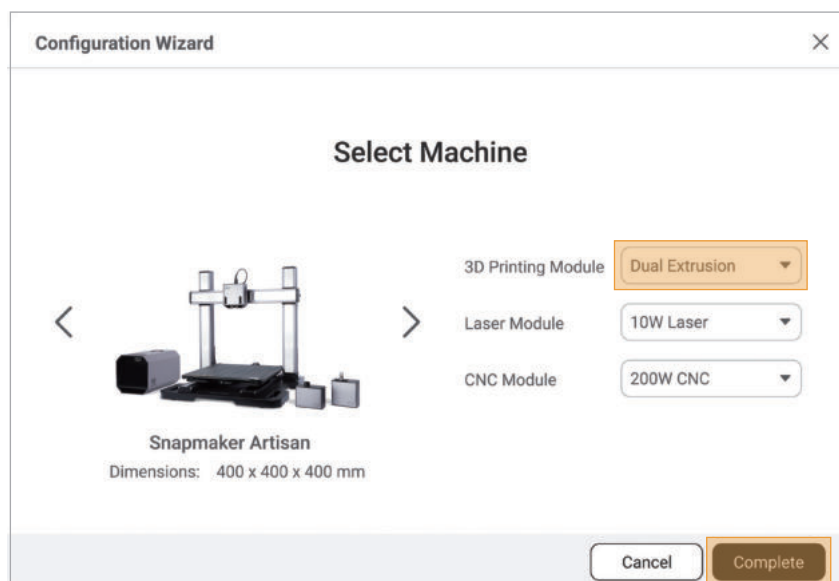 Configuration Wizard
Select Machine
3D Printing Module Dual Extrusion
Laser Module 10W Laser
CNC Module 200W CNC
Snapmaker Artisan
Dimensions: 400 x 400 x 400 mm
Cancel Complete